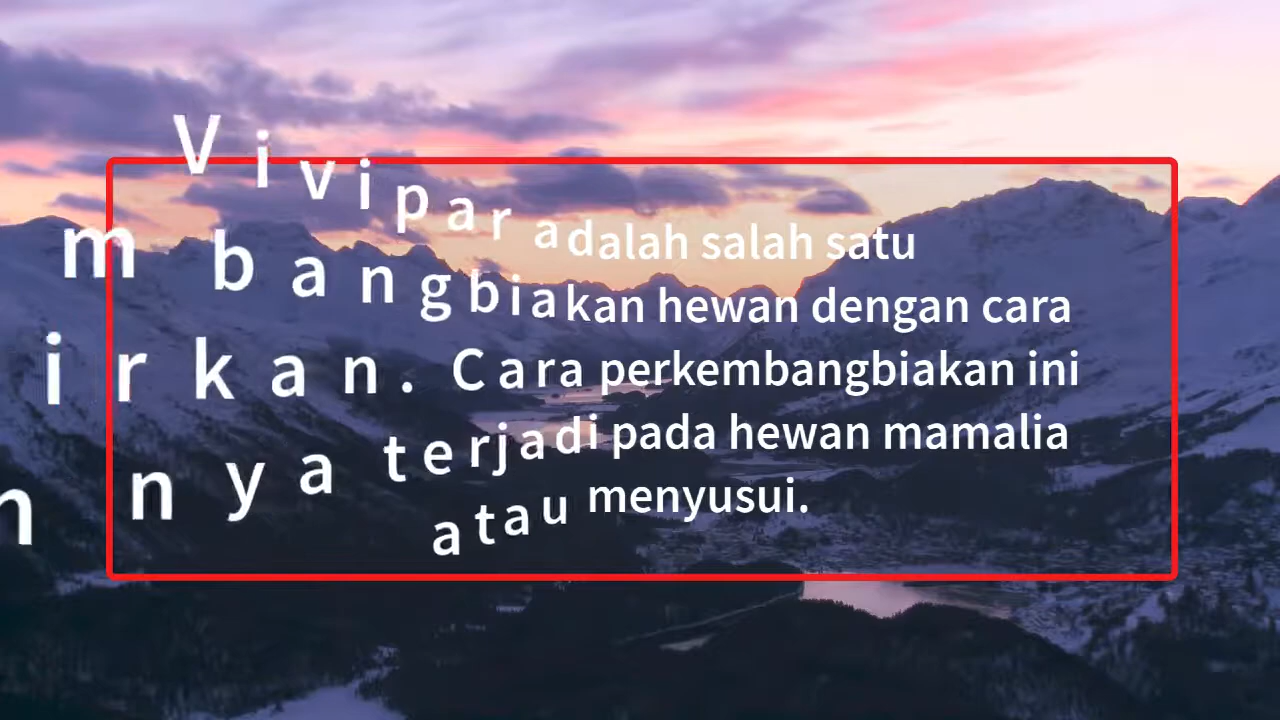 Vivipar adalah salah satu
mbangbiakan hewan dengan cara
irkan. Cara perkembangbiakan ini
nya terjadi pada hewan mamalia
atau menyusui.